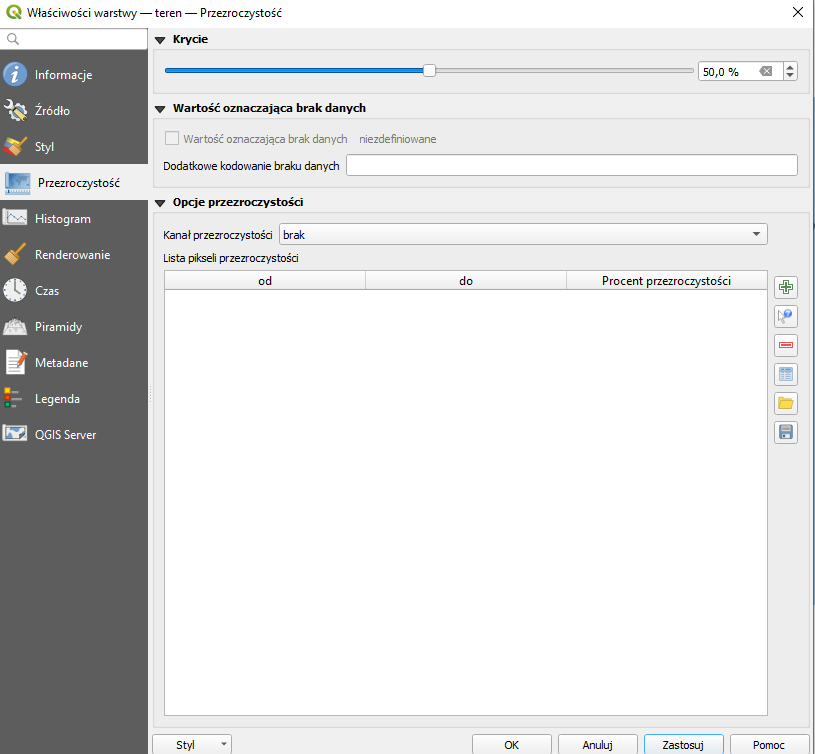 Właściwości warstwy — teren — Przezroczystość
Informacje
Źródło
Styl
Przezroczystość
Histogram
Renderowanie
Czas
Piramidy
Metadane
Legenda
QGIS Server
Krycie
50,0 %
Wartość oznaczająca brak danych
Wartość oznaczająca brak danych niezdefiniowane
Dodatkowe kodowanie braku danych
Opcje przezroczystości
Kanał przezroczystości brak
Lista pikseli przezroczystości
od do Procent przezroczystości
Styl OK Anuluj Zastosuj Pomoc